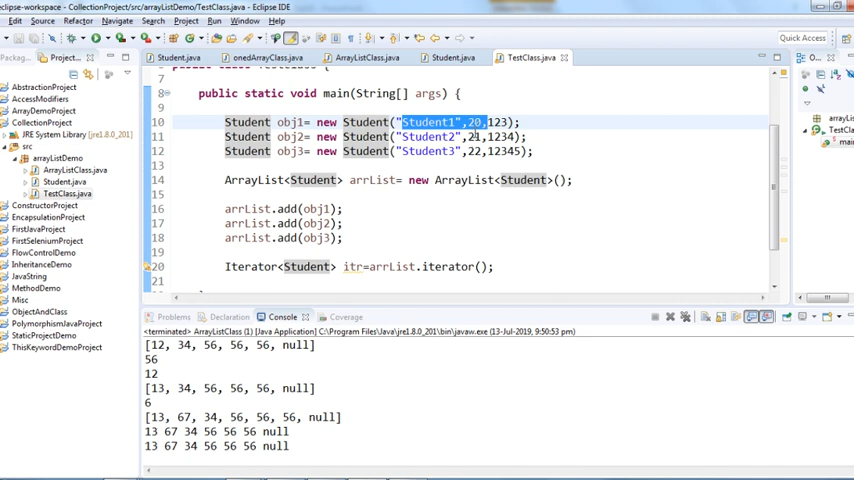 eclipse-workspace - CollectionProject/src/arrayListDemo/TestClass.java - Eclipse IDE
Edit Source Refactor Navigate Search Project Run Window Help
Quick Access
Packag... Project... Student.java onedArrayClass.java ArrayListClass.java Student.java TestClass.java O...
AbstractionProject
AccessModifiers
ArrayDemoProject
CollectionProject
JRE System Library [jre1.8.0_201]
src
arrayListDemo
ArrayListClass.java
Student.java
TestClass.java
ConstructorProject
EncapsulationProject
FirstJavaProject
FirstSeleniumProject
FlowControlDemo
InheritanceDemo
JavaString
MethodDemo
Misc
ObjectAndClass
PolymorphismJavaProject
StaticProjectDemo
ThisKeywordDemoProject
7
8 public static void main(String[] args) {
9
10 Student obj1= new Student("Student1",20,123);
11 Student obj2= new Student("Student2",21,1234);
12 Student obj3= new Student("Student3",22,12345);
13
14 ArrayList<Student> arrList= new ArrayList<Student>();
15
16 arrList.add(obj1);
17 arrList.add(obj2);
18 arrList.add(obj3);
19
20 Iterator<Student> itr=arrList.iterator();
21
arrayL
TestCla
main
Problems Declaration Console Coverage
<terminated> ArrayListClass (1) [Java Application] C:\Program Files\Java\jre1.8.0_201\bin\javaw.exe (13-Jul-2019, 9:50:53 PM)
[12, 34, 56, 56, 56, null]
56
12
[13, 34, 56, 56, 56, null]
6
[13, 67, 34, 56, 56, 56, null]
13 67 34 56 56 56 null
13 67 34 56 56 56 null